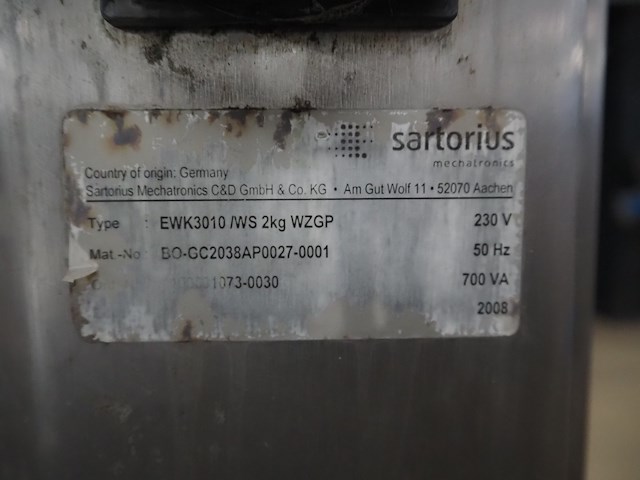 sartorius
mechatronics
Country of origin: Germany
Sartorius Mechatronics C&D GmbH & Co. KG • Am Gut Wolf 11 • 52070 Aachen
Type : EWK3010 /WS 2kg WZGP 230 V
Mat.-No : BO-GC2038AP0027-0001 50 Hz
1073-0030 700 VA
2008